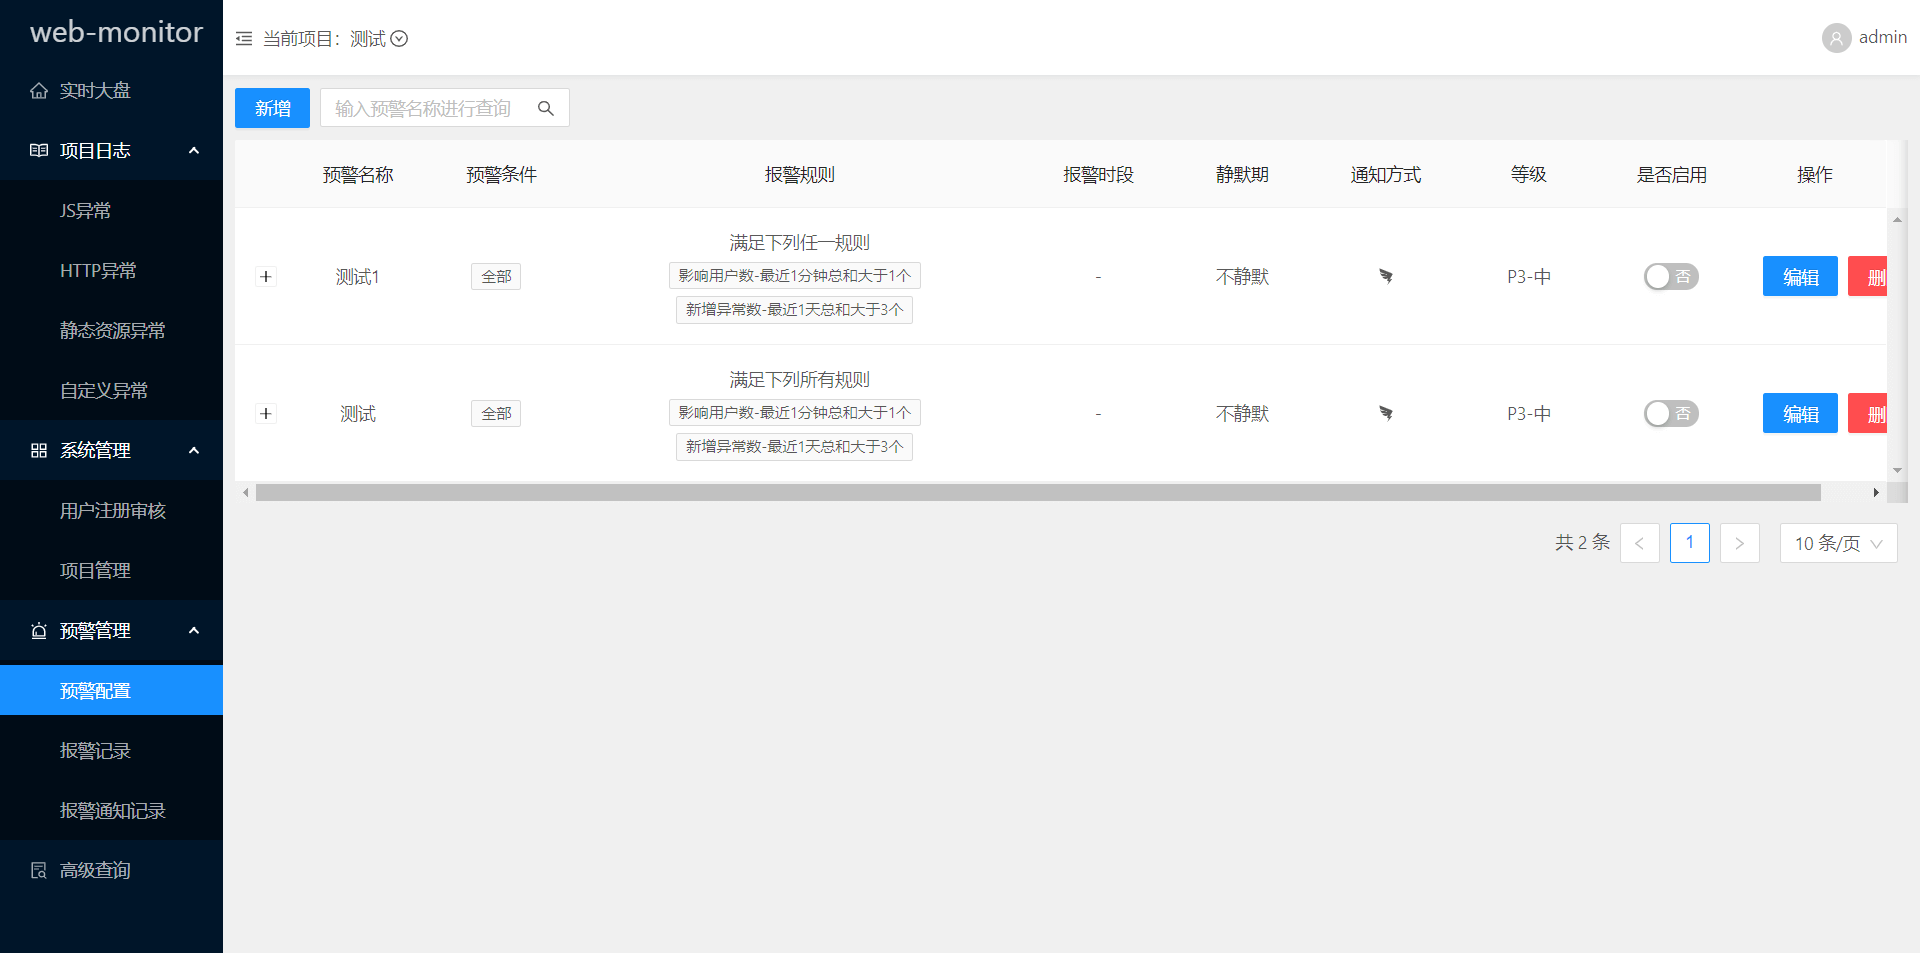 web-monitor
实时大盘
项目日志
JS异常
HTTP异常
静态资源异常
自定义异常
系统管理
用户注册审核
项目管理
预警管理
预警配置
报警记录
报警通知记录
高级查询
当前项目：测试
admin
新增
输入预警名称进行查询
预警名称 预警条件 报警规则 报警时段 静默期 通知方式 等级 是否启用 操作
满足下列任一规则
测试1 全部 影响用户数-最近1分钟总和大于1个 - 不静默 P3-中 否 编辑 删
新增异常数-最近1天总和大于3个
满足下列所有规则
测试 全部 影响用户数-最近1分钟总和大于1个 - 不静默 P3-中 否 编辑 删
新增异常数-最近1天总和大于3个
共 2 条 < 1 > 10 条/页